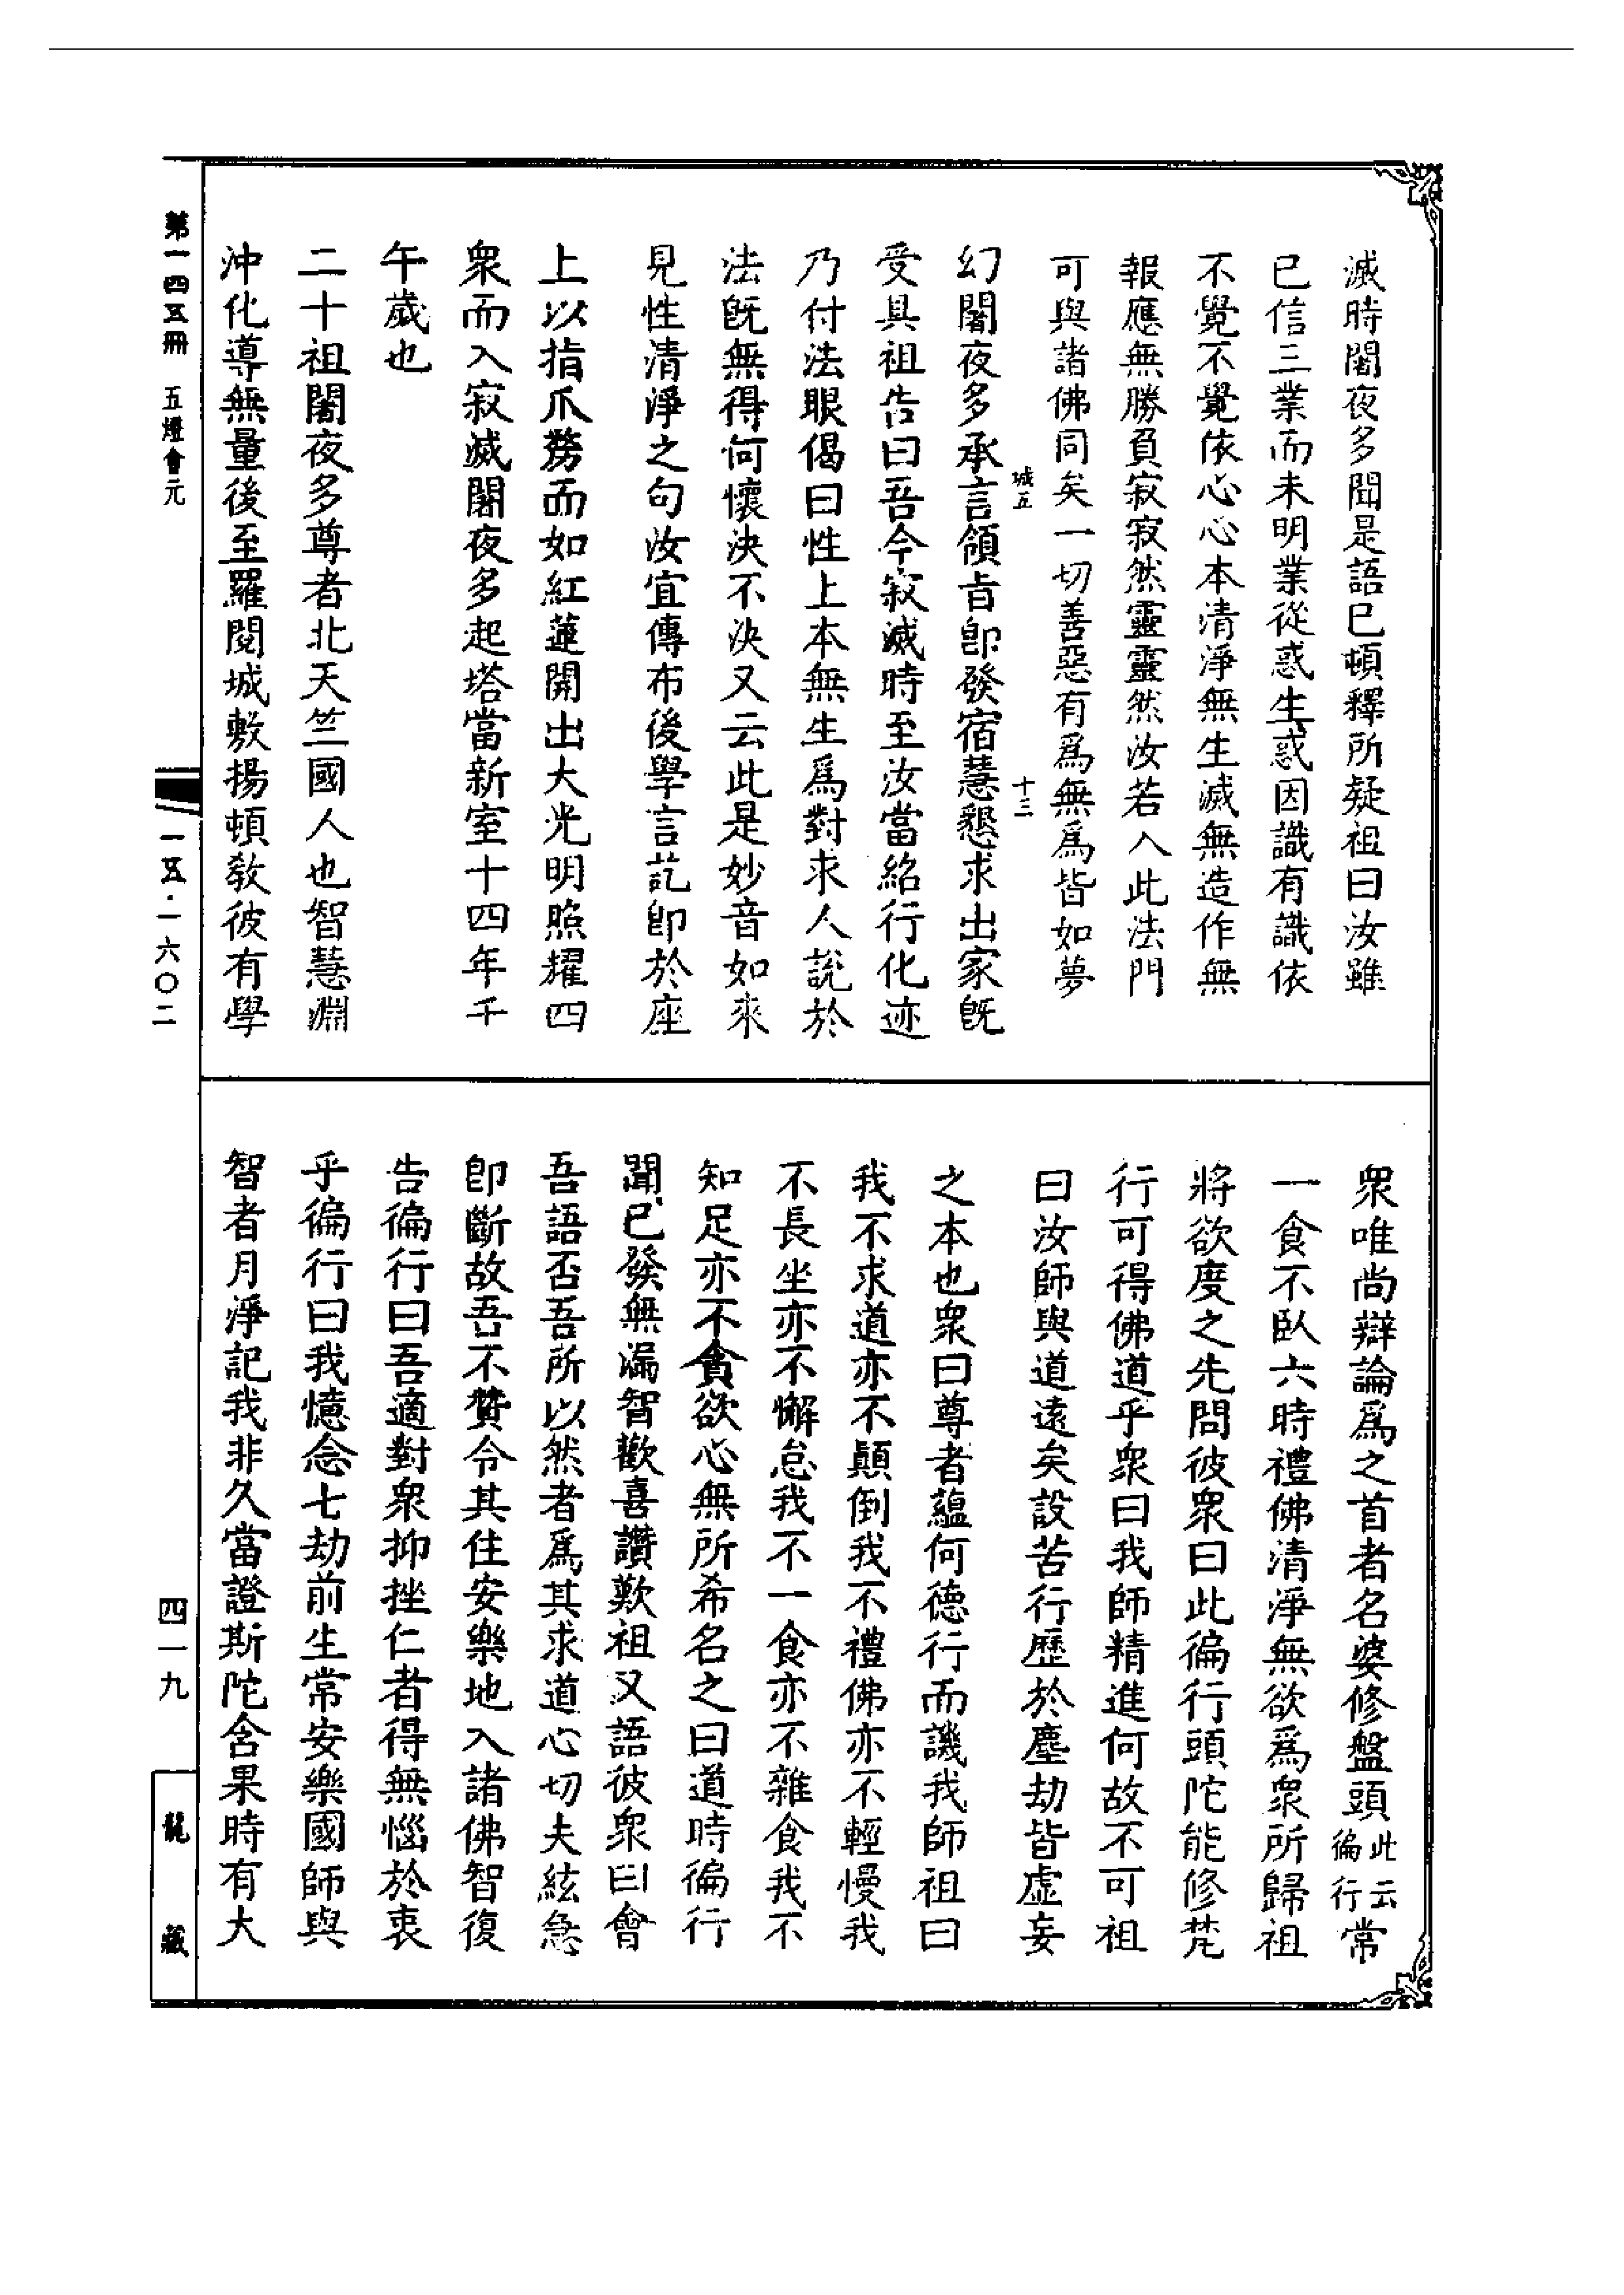 滅時闍夜多聞是語已頓釋所疑祖曰汝雖
已信三業而未明業從惑生惑因識有識依
不覺不覺依心心本清淨無生滅無造作無
報應無勝負寂寂然靈靈然汝若入此法門
可與諸佛同矣一切善惡有爲無爲皆如夢
城五 十三
幻闍夜多承言領旨卽發宿慧懇求出家旣
受具祖告曰吾今寂滅時至汝當紹行化迹
乃付法眼偈曰性上本無生爲對求人說於
法旣無得何懷決不決又云此是妙音如來
見性清淨之句汝宜傳布後學言訖卽於座
上以指爪剺而如紅蓮開出大光明照耀四
衆而入寂滅闍夜多起塔當新室十四年千
午歲也
二十祖闍夜多尊者北天竺國人也智慧淵
沖化導無量後至羅閱城敷揚頓敎彼有學
衆唯尚辯論爲之首者名婆修盤頭此云徧行常
一食不臥六時禮佛清淨無欲爲衆所歸祖
將欲度之先問彼衆曰此徧行頭陀能修梵
行可得佛道乎衆曰我師精進何故不可祖
曰汝師與道遠矣設苦行歷於塵劫皆虛妄
之本也衆曰尊者蘊何德行而譏我師祖曰
我不求道亦不顚倒我不禮佛亦不輕慢我
不長坐亦不懈怠我不一食亦不雜食我不
知足亦不貪欲心無所希名之曰道時徧行
聞已發無漏智歡喜讚歎祖又語彼衆曰會
吾語否吾所以然者爲其求道心切夫絃急
卽斷故吾不贊令其住安樂地入諸佛智復
告徧行曰吾適對衆抑挫仁者得無惱於衷
乎徧行曰我憶念七劫前生常安樂國師與
智者月淨記我非久當證斯陀含果時有大
第一四五冊 五燈會元
一五·一六〇二
四一九
龍藏